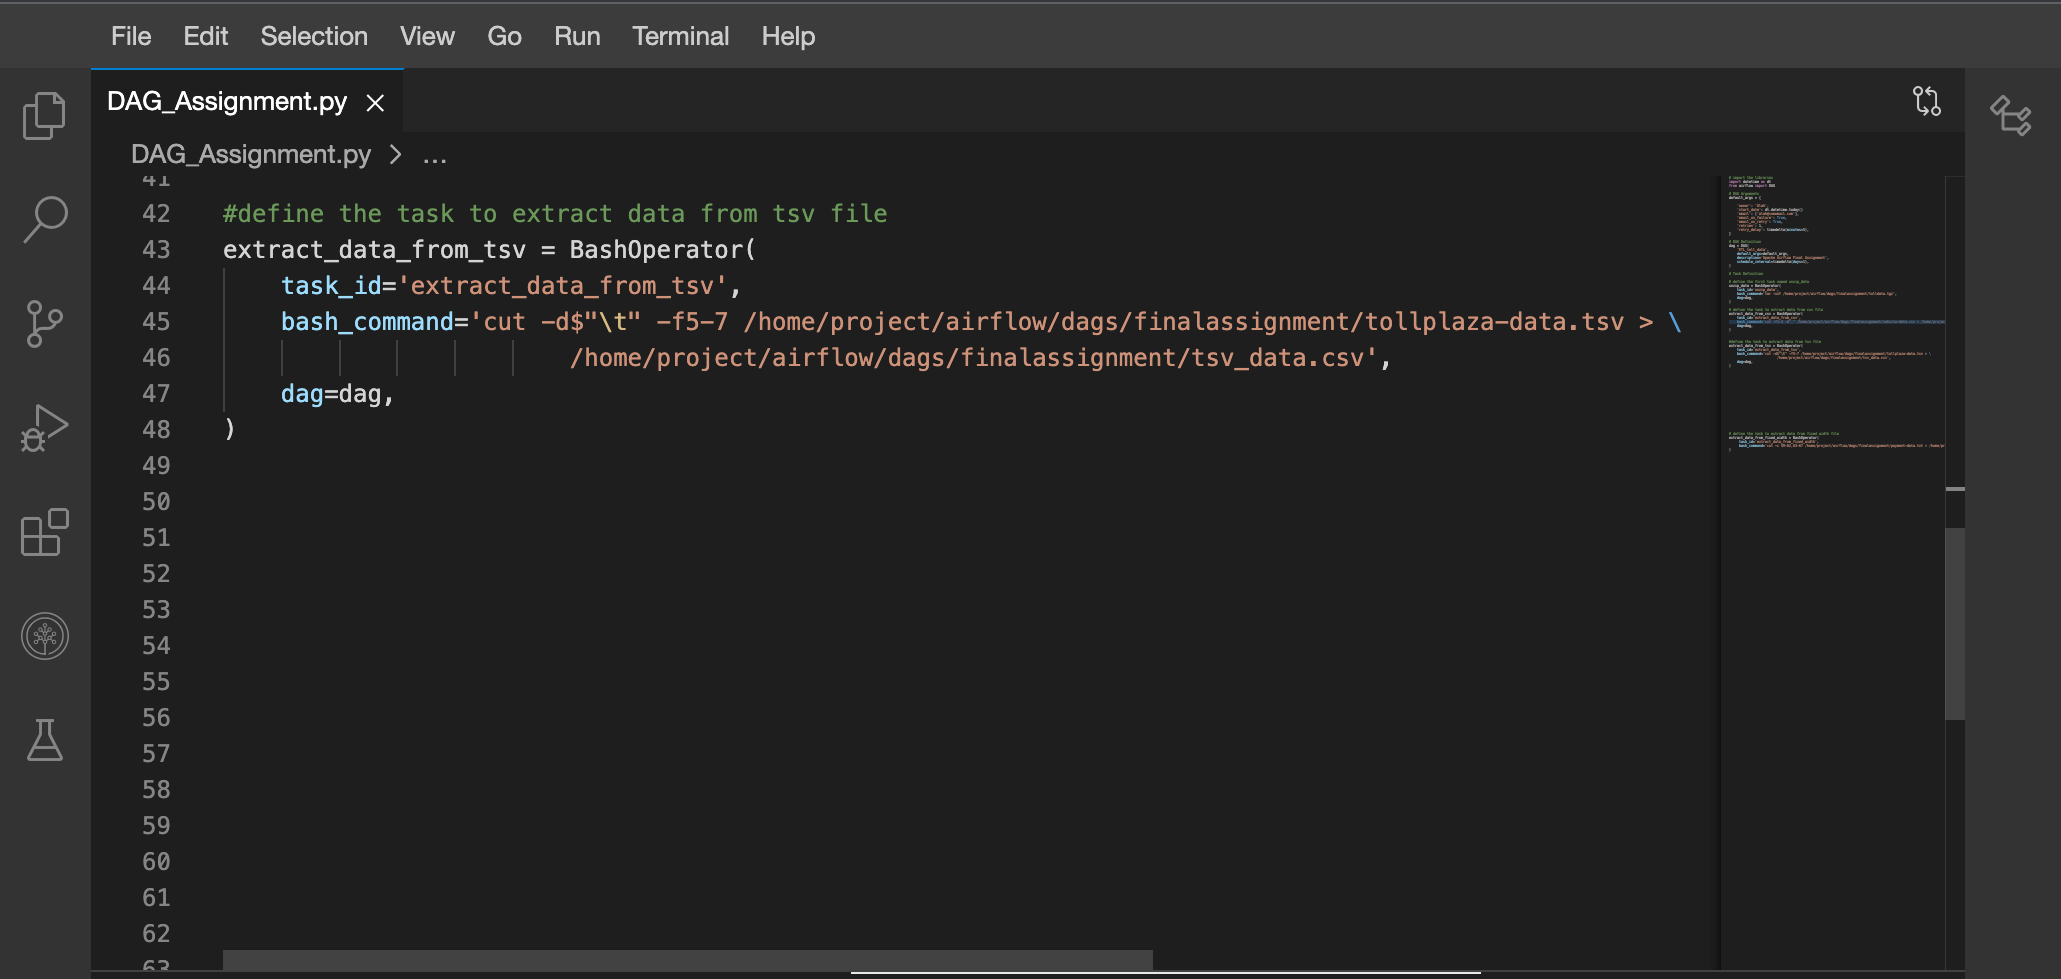 File Edit Selection View Go Run Terminal Help
DAG_Assignment.py
DAG_Assignment.py > ...
41
42 #define the task to extract data from tsv file
43 extract_data_from_tsv = BashOperator(
44     task_id='extract_data_from_tsv',
45     bash_command='cut -d$"\t" -f5-7 /home/project/airflow/dags/finalassignment/tollplaza-data.tsv > \
46                         /home/project/airflow/dags/finalassignment/tsv_data.csv',
47     dag=dag,
48 )
49
50
51
52
53
54
55
56
57
58
59
60
61
62
63